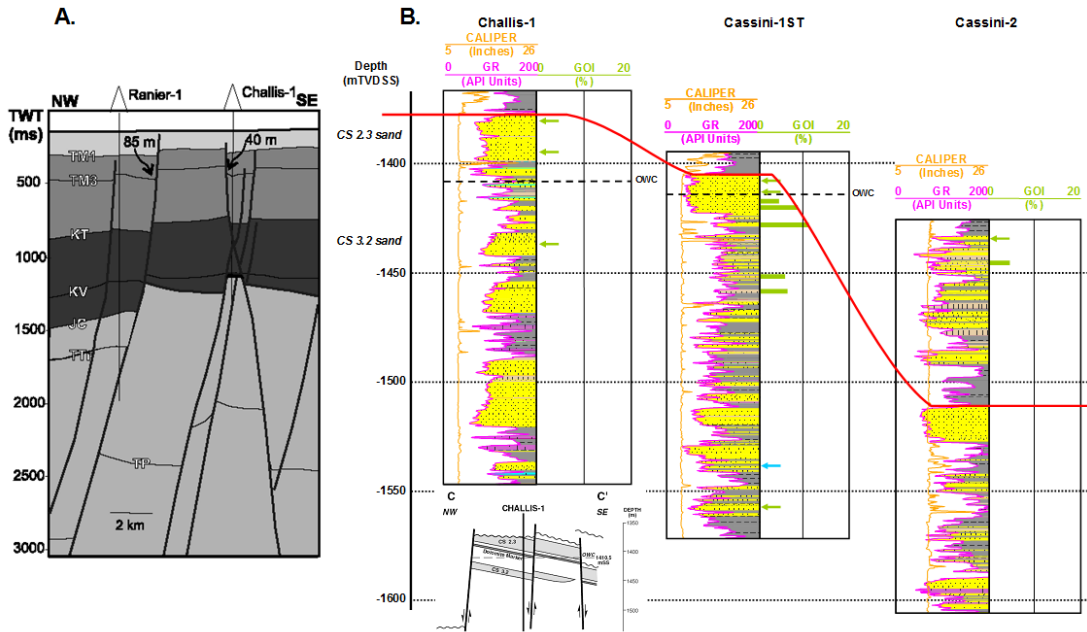 A.
NW
Ranier-1
Challis-1
SE
TWT
(ms)
85 m
40 m
TM1
TM3
500
KT
1000
KV
JC
1500
2000
TP
2500
2 km
3000
B.
Challis-1
Cassini-1ST
Cassini-2
CALIPER
5 (Inches) 26
Depth
(mTVDSS)
0 GR 200
(API Units)
0 GOI 20
(%)
CALIPER
5 (Inches) 26
0 GR 200
(API Units)
0 GOI 20
(%)
CALIPER
5 (Inches) 26
0 GR 200
(API Units)
0 GOI 20
(%)
CS 2.3 sand
-1400
OWC
OWC
CS 3.2 sand
-1450
-1500
-1550
-1600
C
C'
NW
CHALLIS-1
SE
DEPTH
(m)
1350
CS 2.3
OWC
1400
CS 3.2
1450
1500